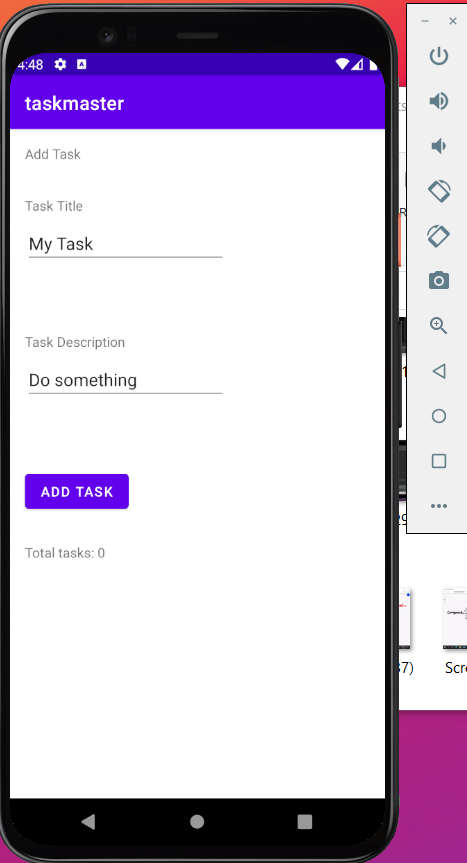 4:48
taskmaster
Add Task
Task Title
My Task
Task Description
Do something
ADD TASK
Total tasks: 0
37)
Scre